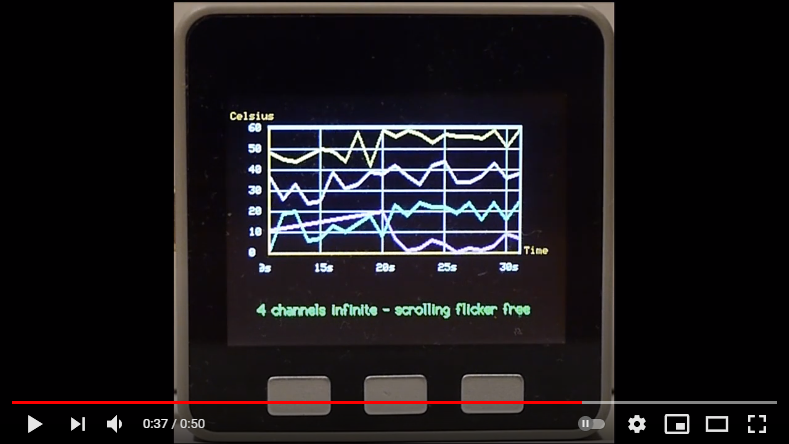 Celsius
60
50
40
30
20
10
0
Time
15s
20s
25s
30s
4 channels infinite - scrolling flicker free
0:37 / 0:50